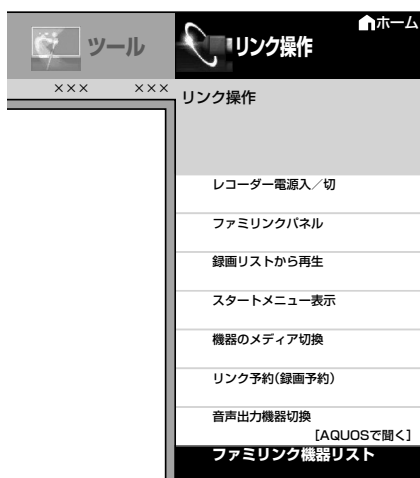 ホーム
ツール
リンク操作
××× ×××
リンク操作
レコーダー電源入／切
ファミリンクパネル
録画リストから再生
スタートメニュー表示
機器のメディア切換
リンク予約(録画予約)
音声出力機器切換
[AQUOSで聞く]
ファミリンク機器リスト